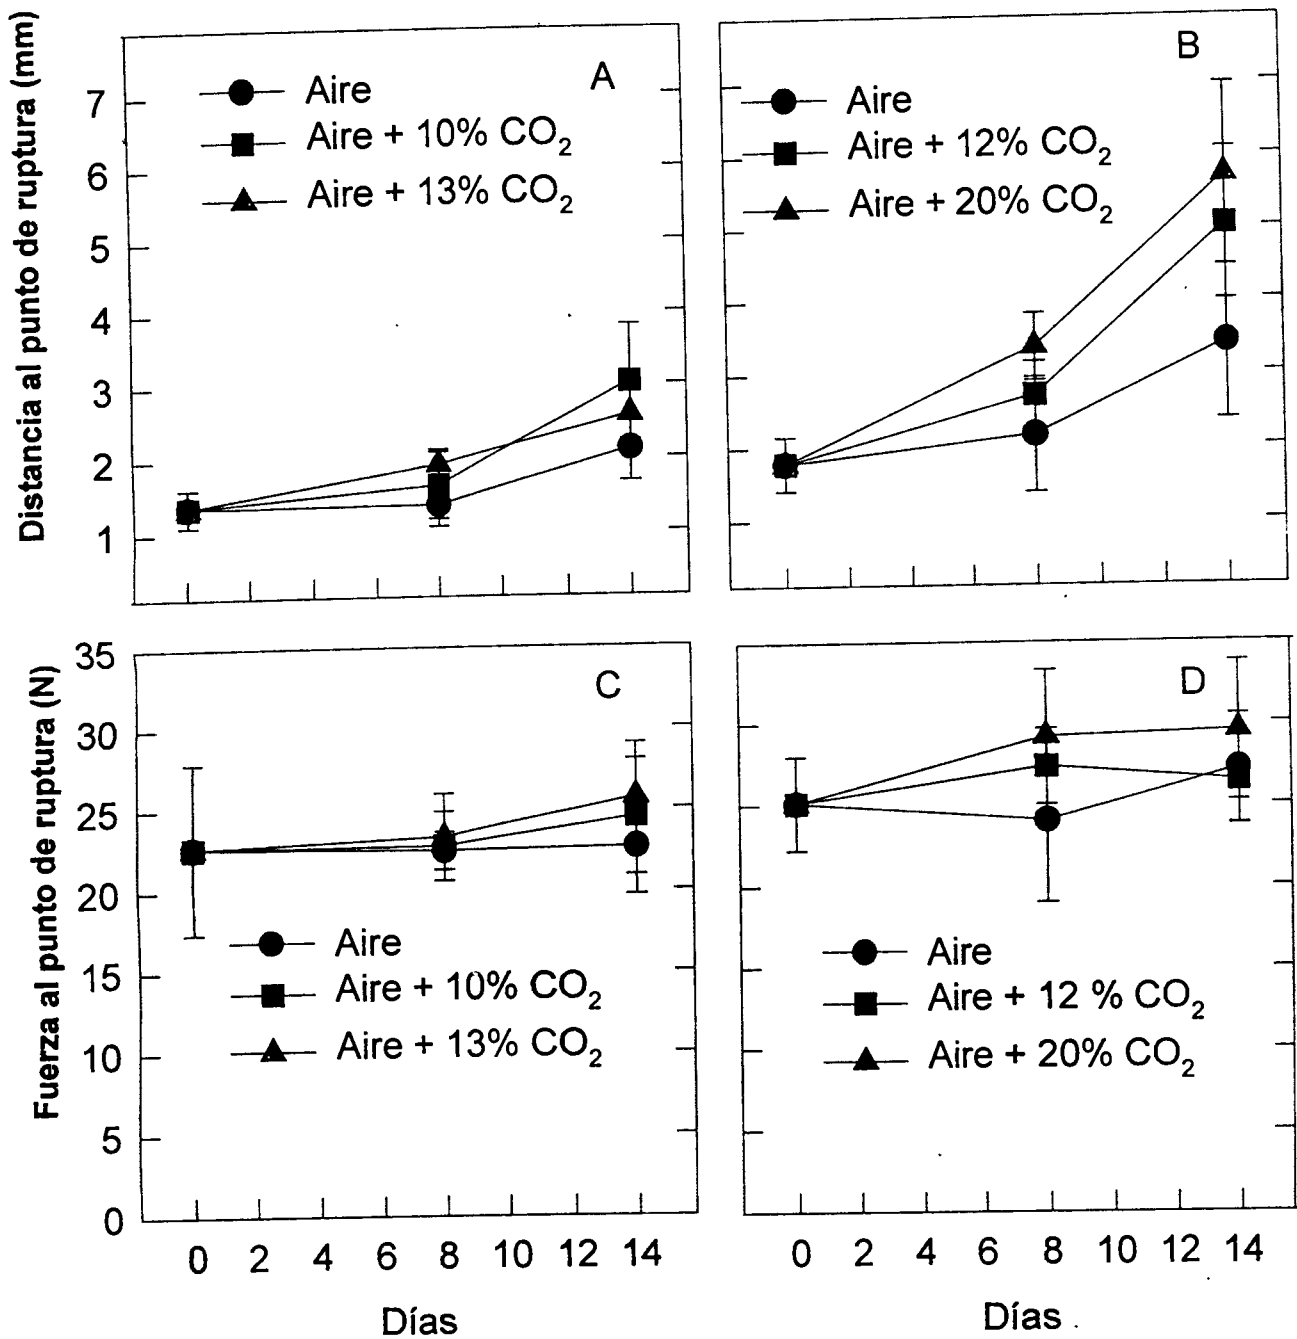 Distancia al punto de ruptura (mm)
7
6
5
4
3
2
1
A
Aire
Aire + 10% CO₂
Aire + 13% CO₂
B
Aire
Aire + 12% CO₂
Aire + 20% CO₂
Fuerza al punto de ruptura (N)
35
30
25
20
15
10
5
0
C
Aire
Aire + 10% CO₂
Aire + 13% CO₂
0 2 4 6 8 10 12 14
Días
D
Aire
Aire + 12 % CO₂
Aire + 20% CO₂
0 2 4 6 8 10 12 14
Días